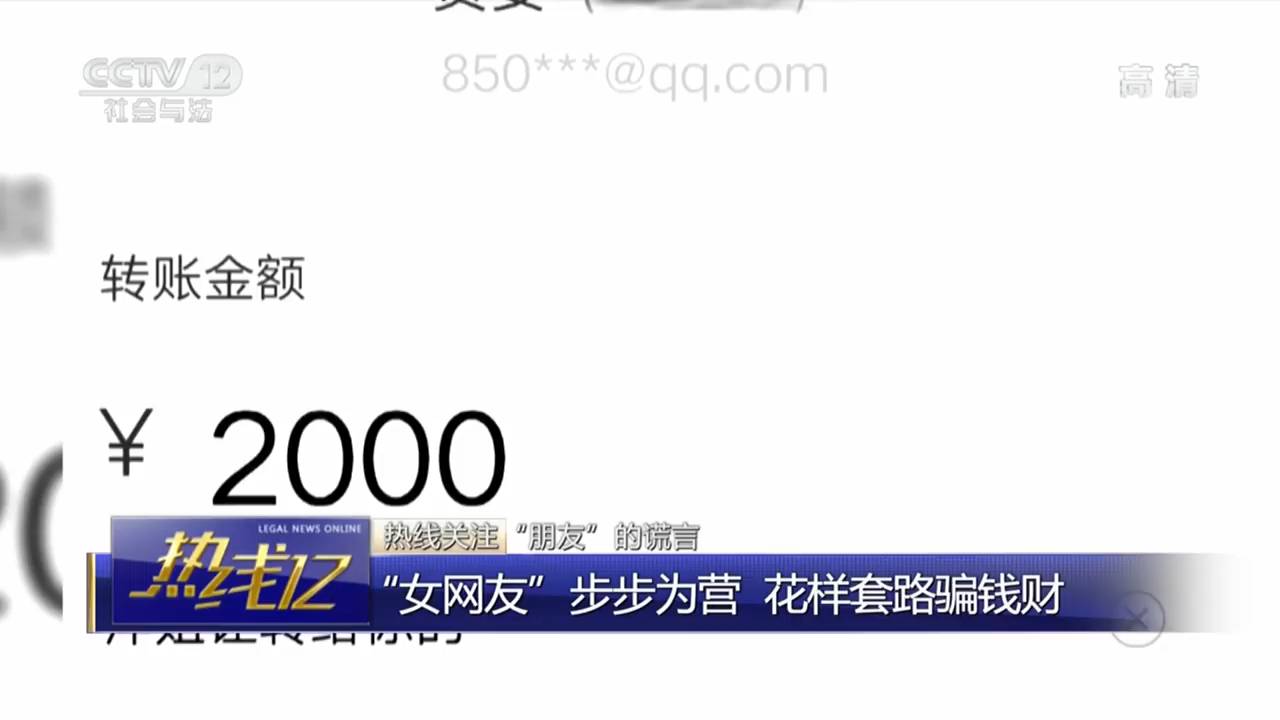 850***@qq.com
CCTV 12
社会与法
高清
转账金额
¥ 2000
LEGAL NEWS ONLINE
热线12
热线关注 “朋友”的谎言
“女网友”步步为营 花样套路骗钱财